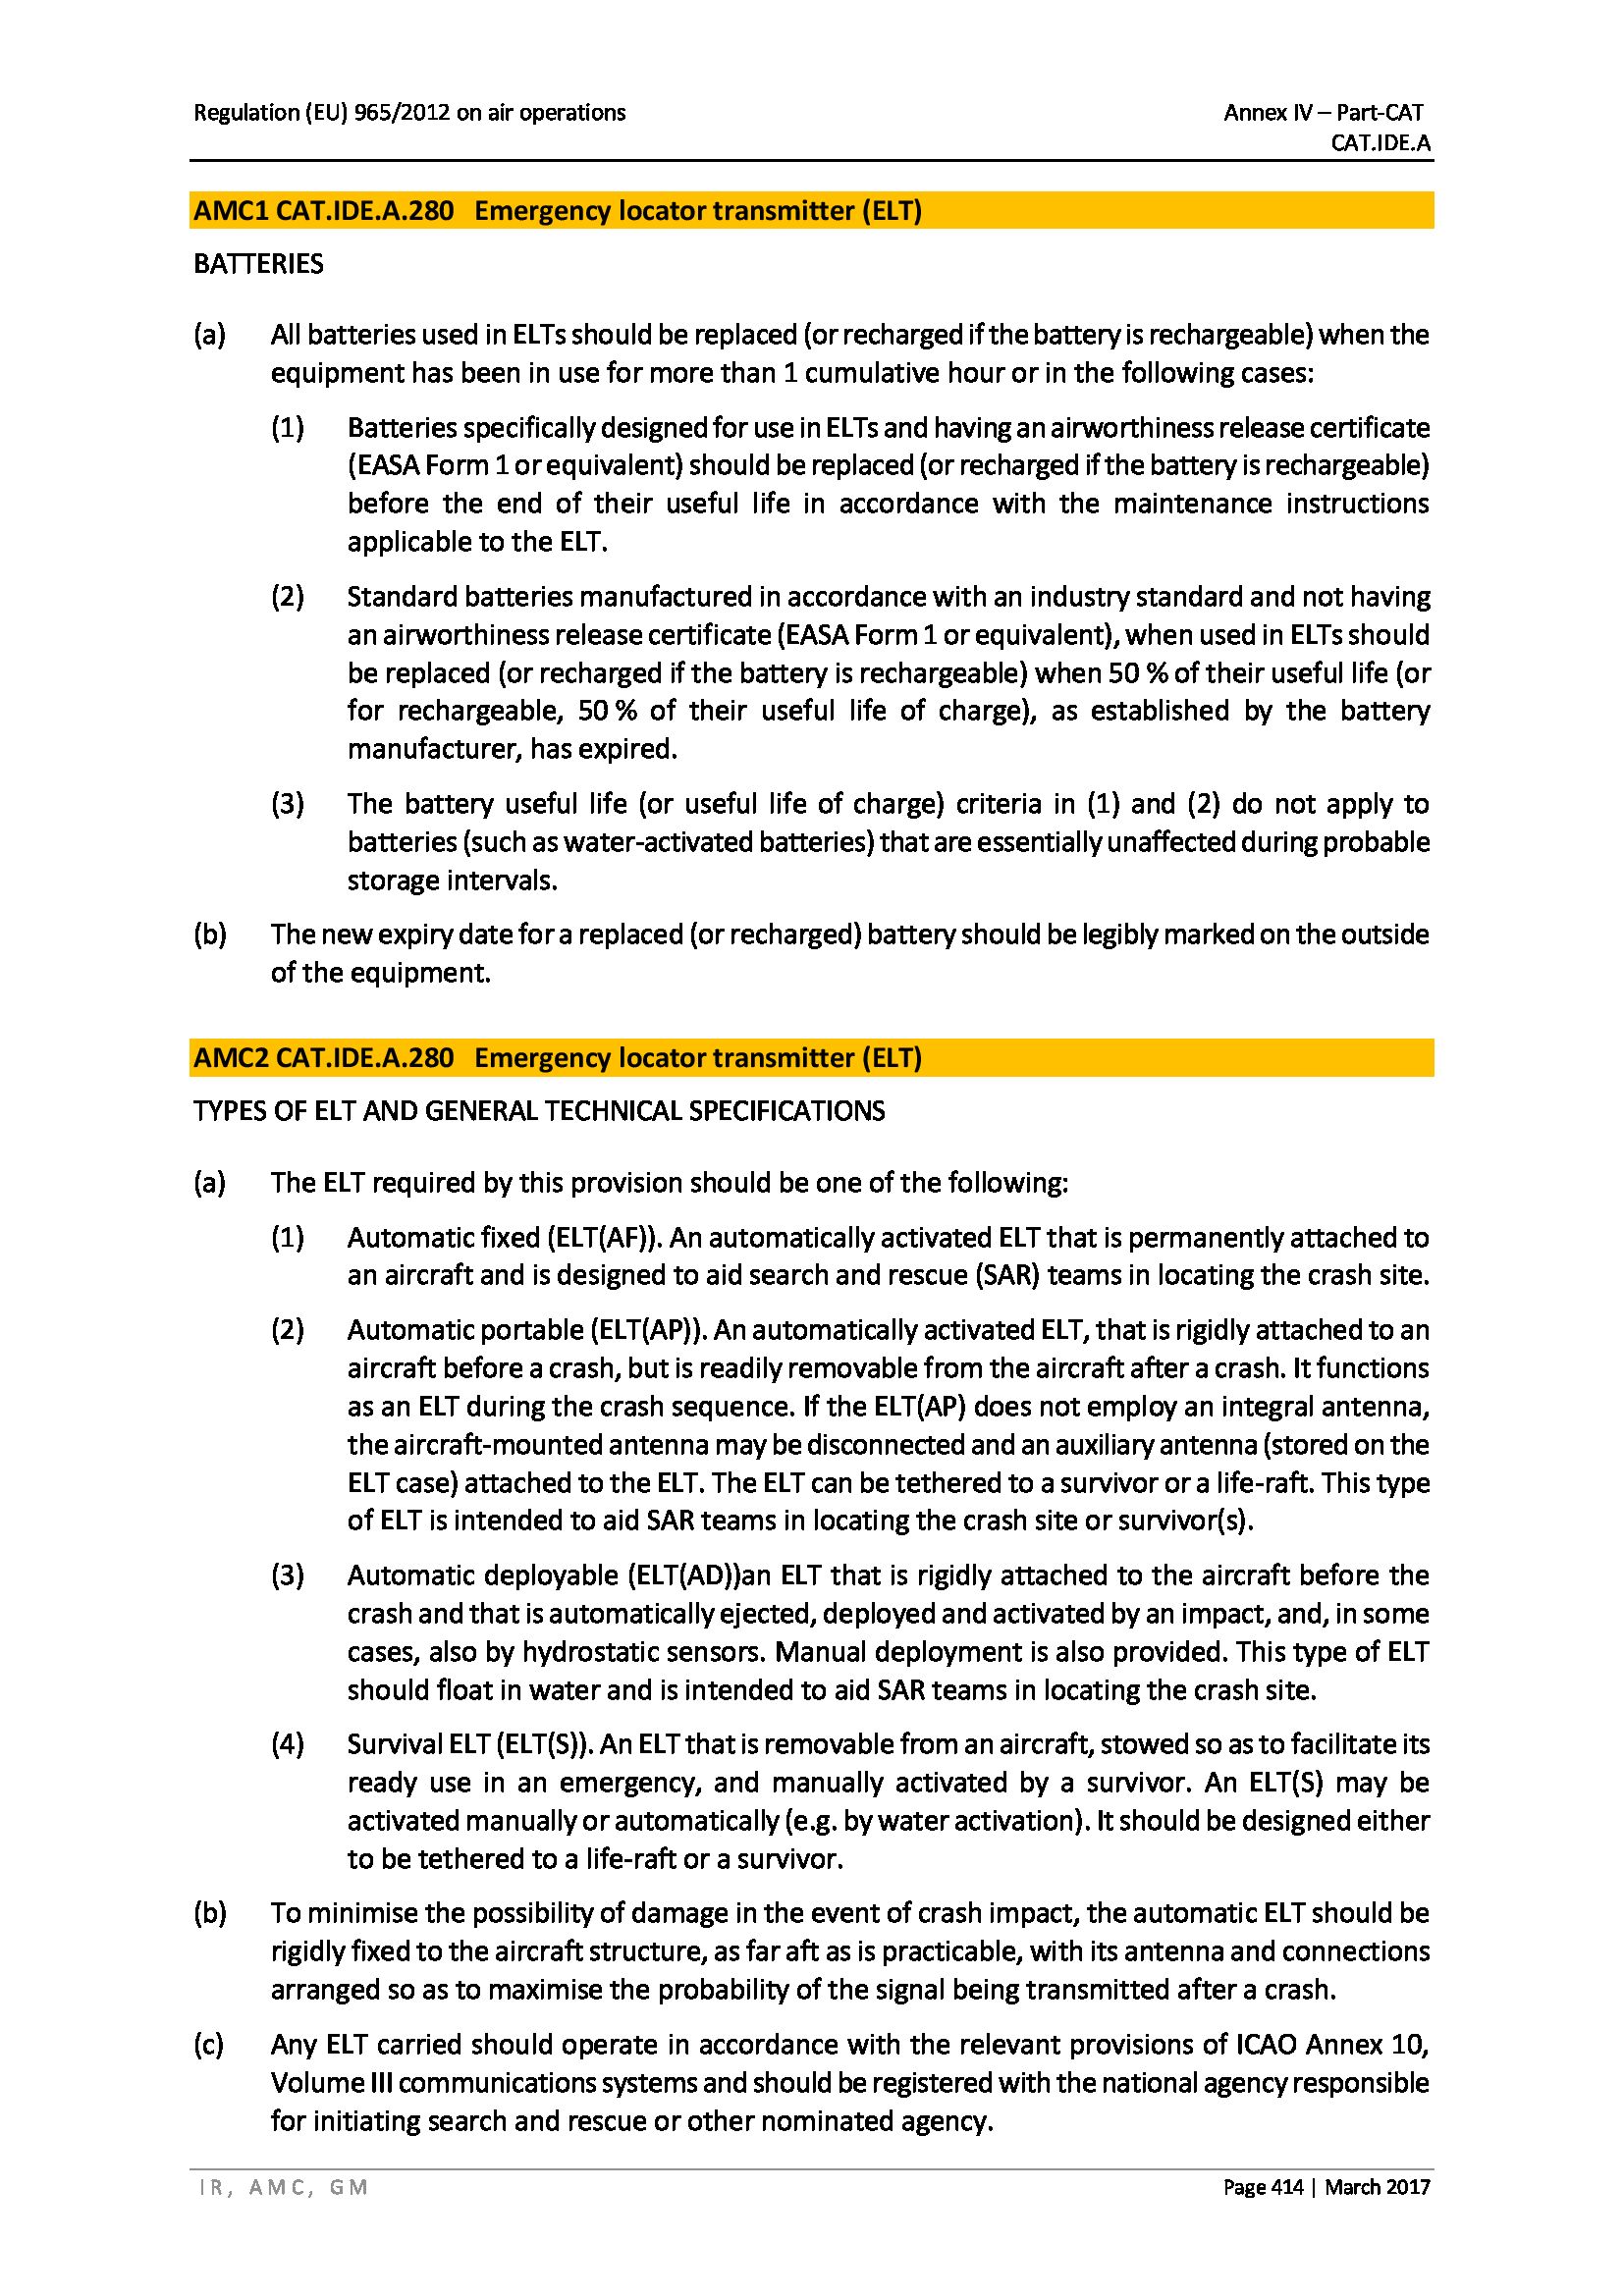 Regulation (EU) 965/2012 on air operations
Annex IV – Part-CAT
CAT.IDE.A
AMC1 CAT.IDE.A.280 Emergency locator transmitter (ELT)
BATTERIES
(a) All batteries used in ELTs should be replaced (or recharged if the battery is rechargeable) when the
equipment has been in use for more than 1 cumulative hour or in the following cases:
(1) Batteries specifically designed for use in ELTs and having an airworthiness release certificate
(EASA Form 1 or equivalent) should be replaced (or recharged if the battery is rechargeable)
before the end of their useful life in accordance with the maintenance instructions
applicable to the ELT.
(2) Standard batteries manufactured in accordance with an industry standard and not having
an airworthiness release certificate (EASA Form 1 or equivalent), when used in ELTs should
be replaced (or recharged if the battery is rechargeable) when 50 % of their useful life (or
for rechargeable, 50 % of their useful life of charge), as established by the battery
manufacturer, has expired.
(3) The battery useful life (or useful life of charge) criteria in (1) and (2) do not apply to
batteries (such as water-activated batteries) that are essentially unaffected during probable
storage intervals.
(b) The new expiry date for a replaced (or recharged) battery should be legibly marked on the outside
of the equipment.
AMC2 CAT.IDE.A.280 Emergency locator transmitter (ELT)
TYPES OF ELT AND GENERAL TECHNICAL SPECIFICATIONS
(a) The ELT required by this provision should be one of the following:
(1) Automatic fixed (ELT(AF)). An automatically activated ELT that is permanently attached to
an aircraft and is designed to aid search and rescue (SAR) teams in locating the crash site.
(2) Automatic portable (ELT(AP)). An automatically activated ELT, that is rigidly attached to an
aircraft before a crash, but is readily removable from the aircraft after a crash. It functions
as an ELT during the crash sequence. If the ELT(AP) does not employ an integral antenna,
the aircraft-mounted antenna may be disconnected and an auxiliary antenna (stored on the
ELT case) attached to the ELT. The ELT can be tethered to a survivor or a life-raft. This type
of ELT is intended to aid SAR teams in locating the crash site or survivor(s).
(3) Automatic deployable (ELT(AD))an ELT that is rigidly attached to the aircraft before the
crash and that is automatically ejected, deployed and activated by an impact, and, in some
cases, also by hydrostatic sensors. Manual deployment is also provided. This type of ELT
should float in water and is intended to aid SAR teams in locating the crash site.
(4) Survival ELT (ELT(S)). An ELT that is removable from an aircraft, stowed so as to facilitate its
ready use in an emergency, and manually activated by a survivor. An ELT(S) may be
activated manually or automatically (e.g. by water activation). It should be designed either
to be tethered to a life-raft or a survivor.
(b) To minimise the possibility of damage in the event of crash impact, the automatic ELT should be
rigidly fixed to the aircraft structure, as far aft as is practicable, with its antenna and connections
arranged so as to maximise the probability of the signal being transmitted after a crash.
(c) Any ELT carried should operate in accordance with the relevant provisions of ICAO Annex 10,
Volume III communications systems and should be registered with the national agency responsible
for initiating search and rescue or other nominated agency.
IR, AMC, GM
Page 414 | March 2017